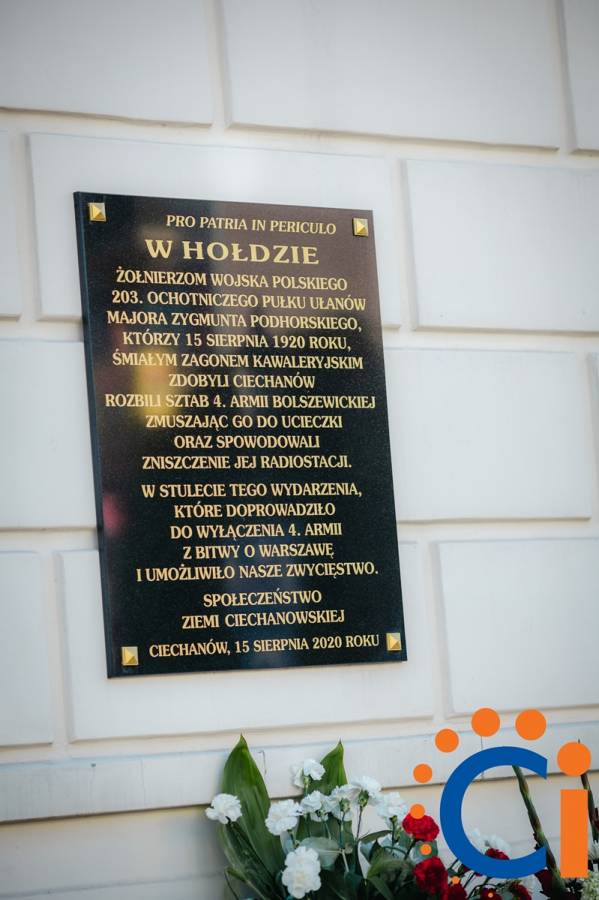 PRO PATRIA IN PERICULO
W HOŁDZIE
ŻOŁNIERZOM WOJSKA POLSKIEGO
203. OCHOTNICZEGO PUŁKU UŁANÓW
MAJORA ZYGMUNTA PODHORSKIEGO,
KTÓRZY 15 SIERPNIA 1920 ROKU,
ŚMIAŁYM ZAGONEM KAWALERYJSKIM
ZDOBYLI CIECHANÓW
ROZBILI SZTAB 4. ARMII BOLSZEWICKIEJ
ZMUSZAJĄC GO DO UCIECZKI
ORAZ SPOWODOWALI
ZNISZCZENIE JEJ RADIOSTACJI.
W STULECIE TEGO WYDARZENIA,
KTÓRE DOPROWADZIŁO
DO WYŁĄCZENIA 4. ARMII
Z BITWY O WARSZAWĘ
I UMOŻLIWIŁO NASZE ZWYCIĘSTWO.
SPOŁECZEŃSTWO
ZIEMI CIECHANOWSKIEJ
CIECHANÓW, 15 SIERPNIA 2020 ROKU
Ci